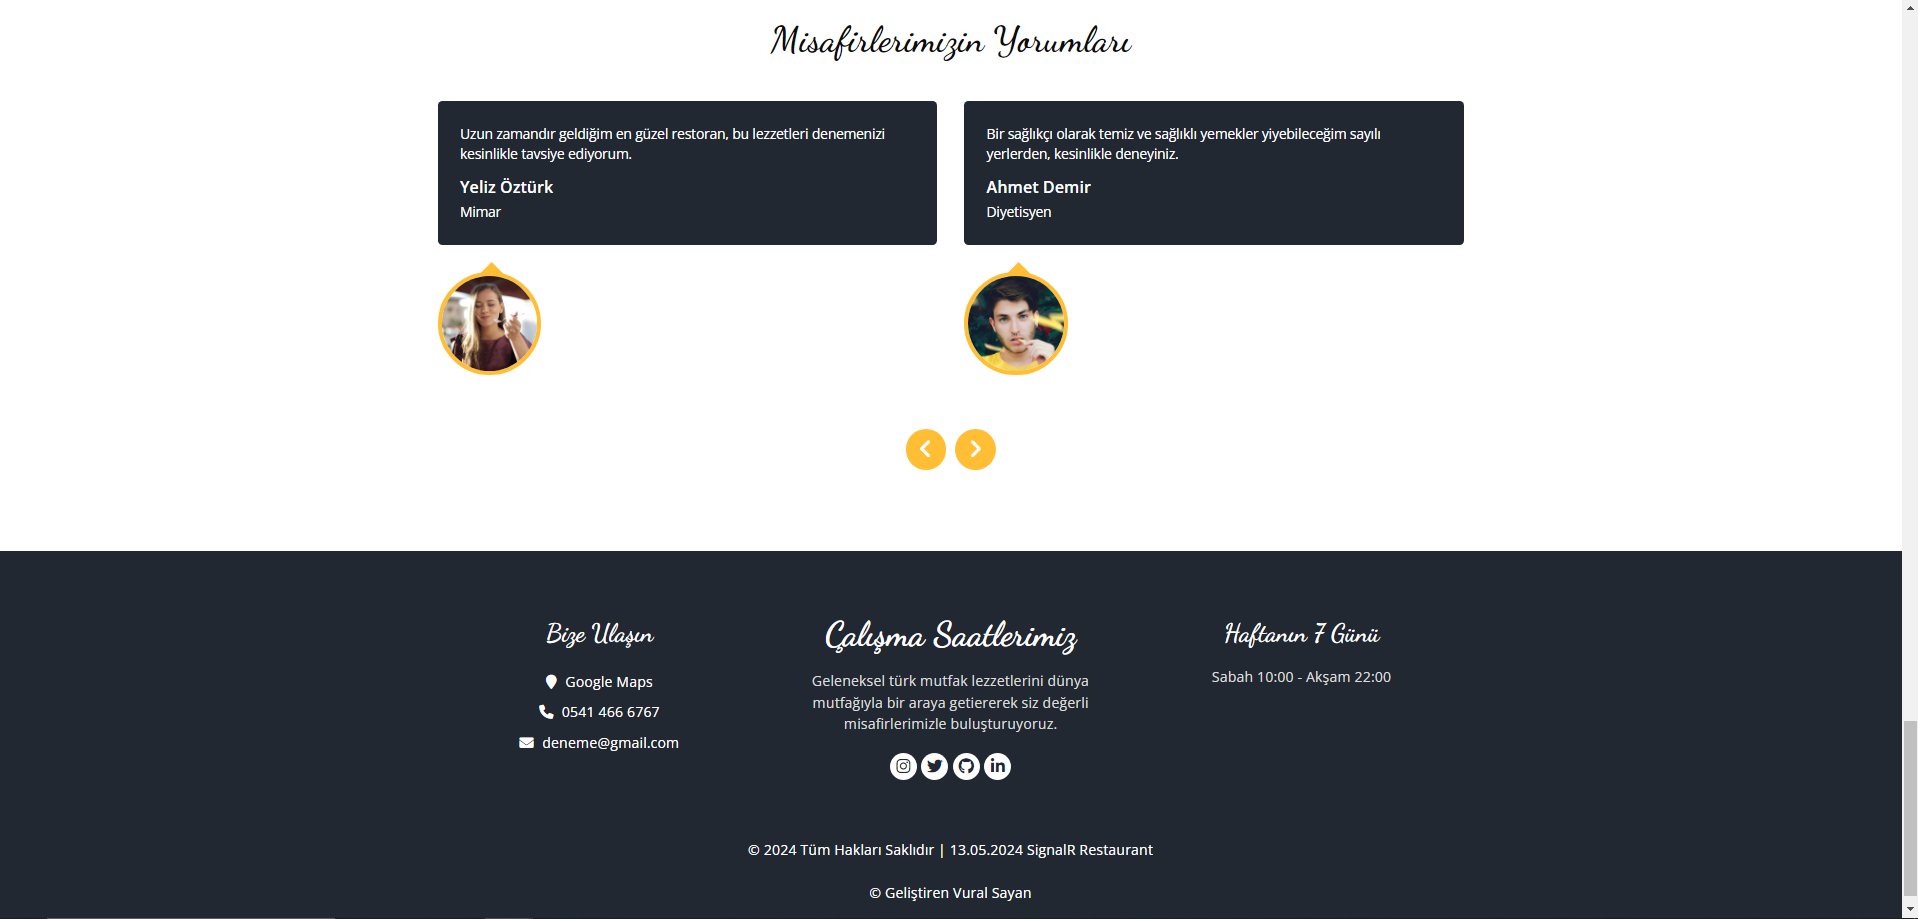 Misafirlerimizin Yorumları
Uzun zamandır geldiğim en güzel restoran, bu lezzetleri denemenizi
kesinlikle tavsiye ediyorum.
Yeliz Öztürk
Mimar
Bir sağlıkçı olarak temiz ve sağlıklı yemekler yiyebileceğim sayılı
yerlerden, kesinlikle deneyiniz.
Ahmet Demir
Diyetisyen
Bize Ulaşın
Google Maps
0541 466 6767
deneme@gmail.com
Çalışma Saatlerimiz
Geleneksel türk mutfak lezzetlerini dünya
mutfağıyla bir araya getiererek siz değerli
misafirlerimizle buluşturuyoruz.
Haftanın 7 Günü
Sabah 10:00 - Akşam 22:00
© 2024 Tüm Hakları Saklıdır | 13.05.2024 SignalR Restaurant
© Geliştiren Vural Sayan